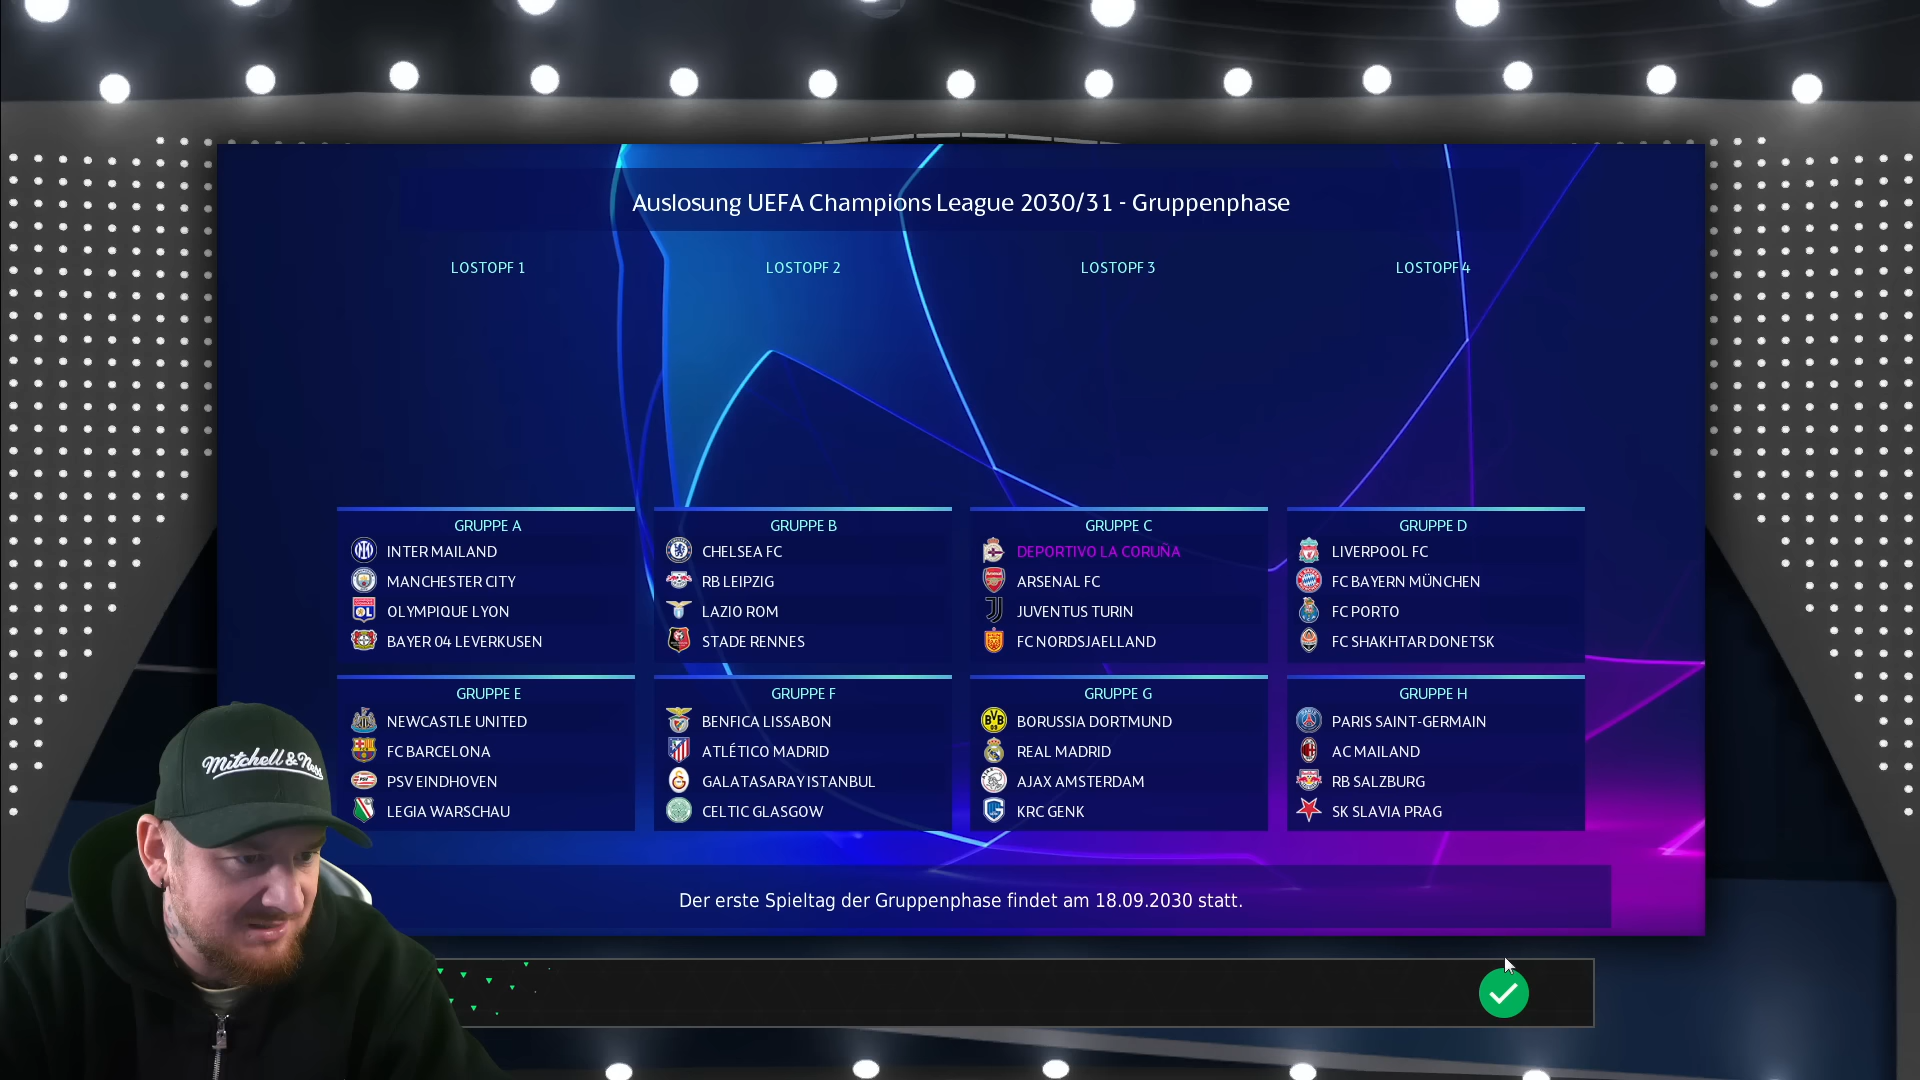 Auslosung UEFA Champions League 2030/31 - Gruppenphase
LOSTOPF 1
LOSTOPF 2
LOSTOPF 3
LOSTOPF 4
GRUPPE A
INTER MAILAND
MANCHESTER CITY
OLYMPIQUE LYON
BAYER 04 LEVERKUSEN
GRUPPE B
CHELSEA FC
RB LEIPZIG
LAZIO ROM
STADE RENNES
GRUPPE C
DEPORTIVO LA CORUÑA
ARSENAL FC
JUVENTUS TURIN
FC NORDSJAELLAND
GRUPPE D
LIVERPOOL FC
FC BAYERN MÜNCHEN
FC PORTO
FC SHAKHTAR DONETSK
GRUPPE E
NEWCASTLE UNITED
FC BARCELONA
PSV EINDHOVEN
LEGIA WARSCHAU
GRUPPE F
BENFICA LISSABON
ATLÉTICO MADRID
GALATASARAY ISTANBUL
CELTIC GLASGOW
GRUPPE G
BORUSSIA DORTMUND
REAL MADRID
AJAX AMSTERDAM
KRC GENK
GRUPPE H
PARIS SAINT-GERMAIN
AC MAILAND
RB SALZBURG
SK SLAVIA PRAG
Mitchell & Ness
Der erste Spieltag der Gruppenphase findet am 18.09.2030 statt.